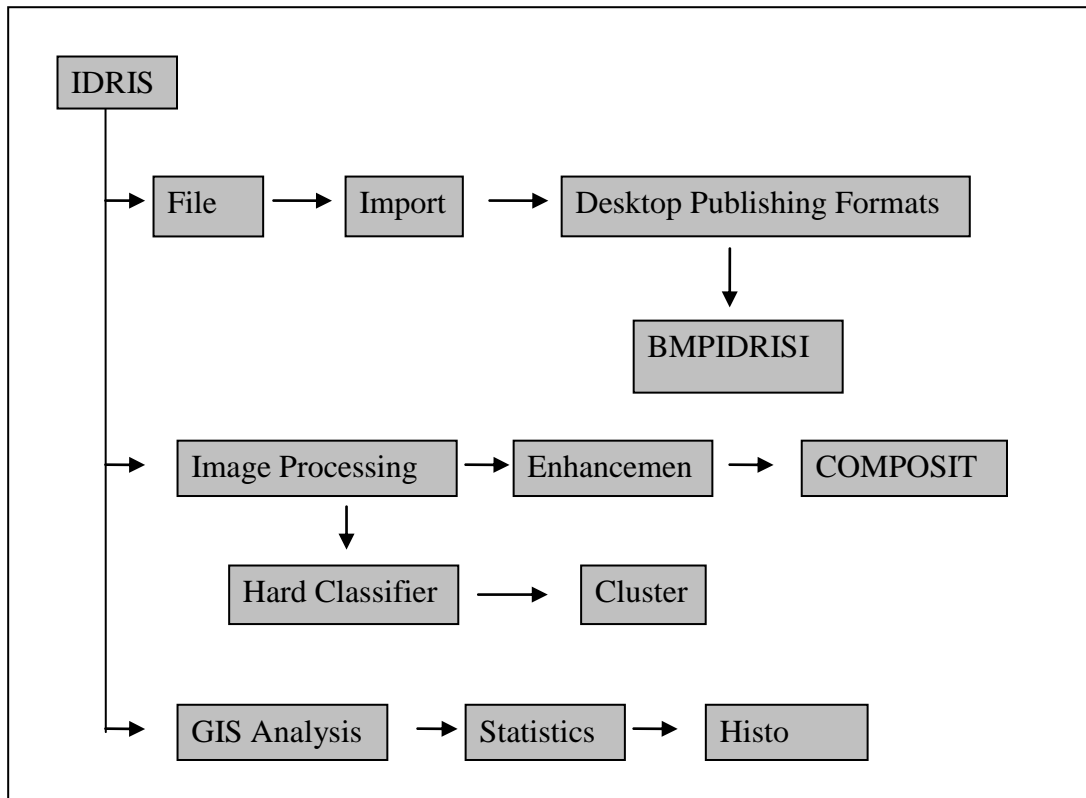 IDRIS
File
Import
Desktop Publishing Formats
BMPIDRISI
Image Processing
Enhancemen
COMPOSIT
Hard Classifier
Cluster
GIS Analysis
Statistics
Histo